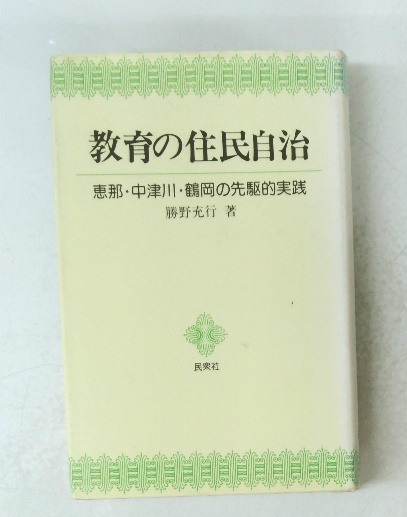 教育の住民自治
恵那・中津川・鶴岡の先駆的実践
勝野充行 著
民衆社